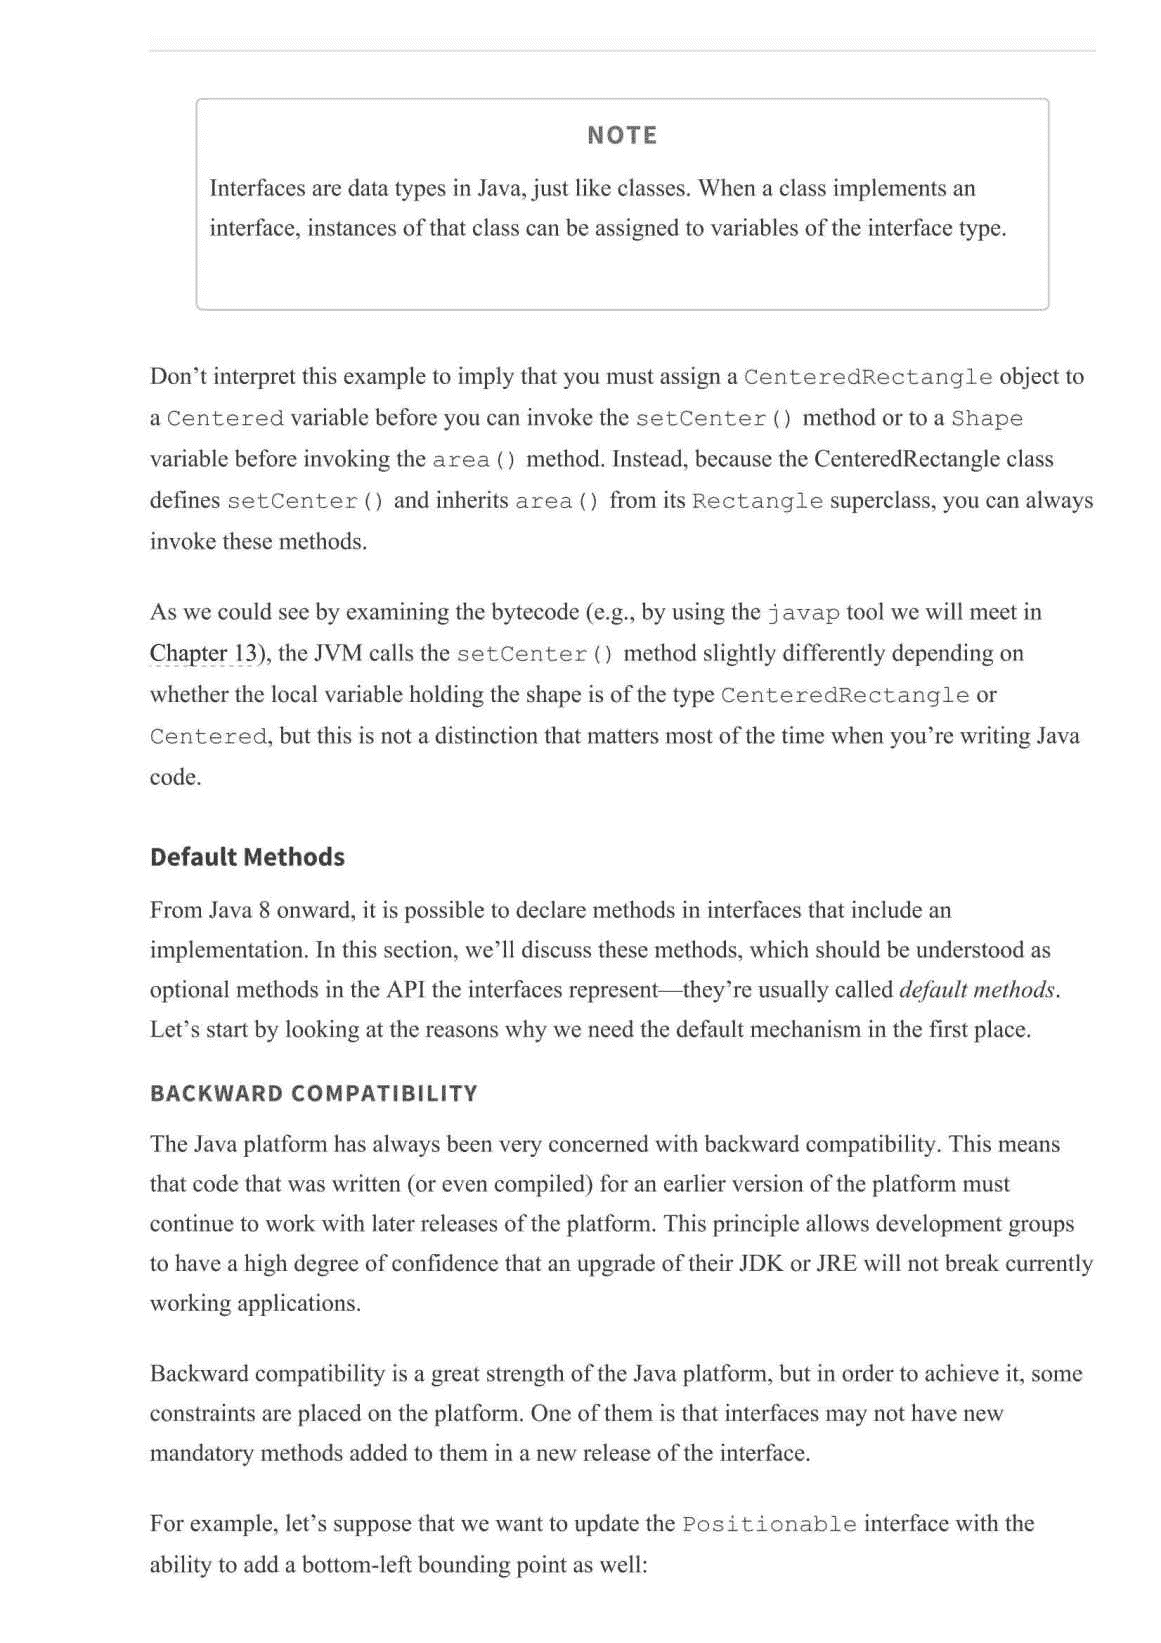 NOTE
Interfaces are data types in Java, just like classes. When a class implements an
interface, instances of that class can be assigned to variables of the interface type.
Don’t interpret this example to imply that you must assign a CenteredRectangle object to
a Centered variable before you can invoke the setCenter() method or to a Shape
variable before invoking the area() method. Instead, because the CenteredRectangle class
defines setCenter() and inherits area() from its Rectangle superclass, you can always
invoke these methods.
As we could see by examining the bytecode (e.g., by using the javap tool we will meet in
Chapter 13), the JVM calls the setCenter() method slightly differently depending on
whether the local variable holding the shape is of the type CenteredRectangle or
Centered, but this is not a distinction that matters most of the time when you’re writing Java
code.
Default Methods
From Java 8 onward, it is possible to declare methods in interfaces that include an
implementation. In this section, we’ll discuss these methods, which should be understood as
optional methods in the API the interfaces represent—they’re usually called default methods.
Let’s start by looking at the reasons why we need the default mechanism in the first place.
BACKWARD COMPATIBILITY
The Java platform has always been very concerned with backward compatibility. This means
that code that was written (or even compiled) for an earlier version of the platform must
continue to work with later releases of the platform. This principle allows development groups
to have a high degree of confidence that an upgrade of their JDK or JRE will not break currently
working applications.
Backward compatibility is a great strength of the Java platform, but in order to achieve it, some
constraints are placed on the platform. One of them is that interfaces may not have new
mandatory methods added to them in a new release of the interface.
For example, let’s suppose that we want to update the Positionable interface with the
ability to add a bottom-left bounding point as well: